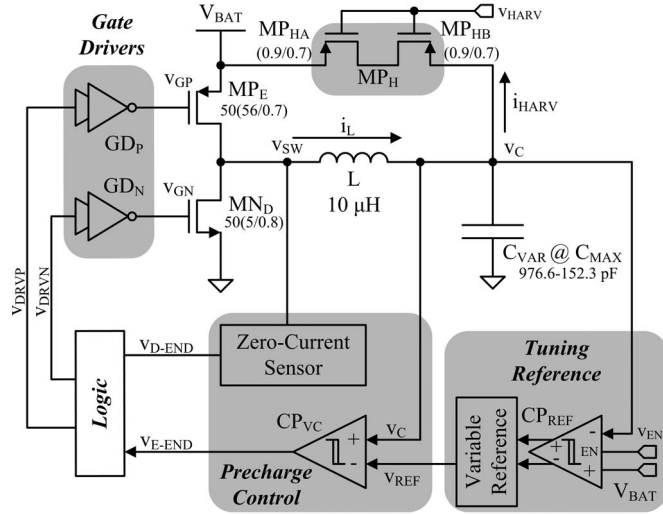 Gate
Drivers
V_BAT
MP_HA
(0.9/0.7)
MP_HB
(0.9/0.7)
v_HARV
MP_H
v_GP
MP_E
50(56/0.7)
GD_P
i_HARV
i_L
v_SW
v_C
L
10 µH
GD_N
v_GN
MN_D
50(5/0.8)
C_VAR @ C_MAX
976.6-152.3 pF
v_DRVP
v_DRVN
Logic
v_D-END
Zero-Current
Sensor
v_E-END
CP_VC
+
-
v_C
v_REF
Precharge
Control
Tuning
Reference
Variable
Reference
CP_REF
+
-
-
EN
+
v_EN
V_BAT